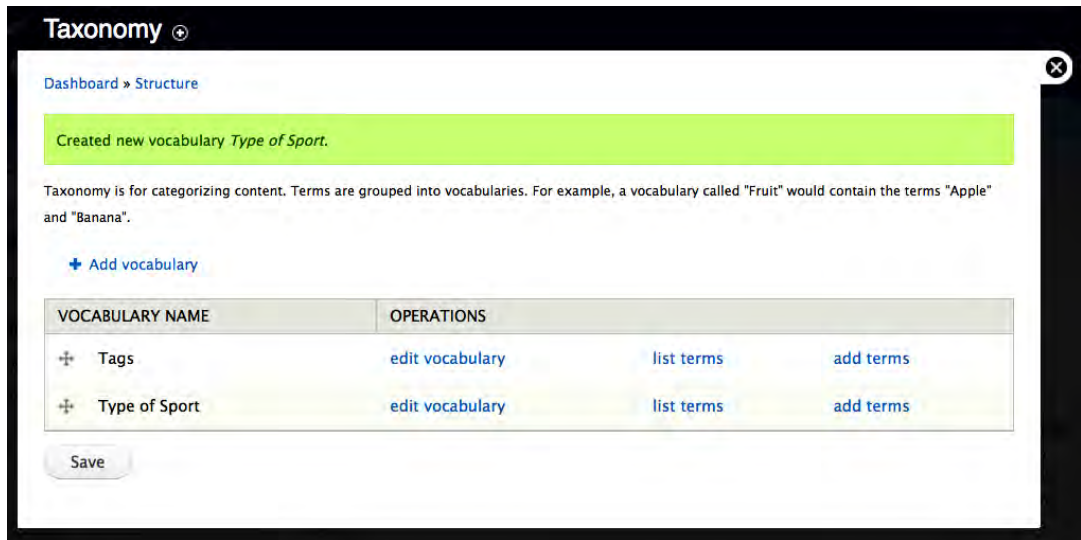 Taxonomy
Dashboard » Structure
Created new vocabulary Type of Sport.
Taxonomy is for categorizing content. Terms are grouped into vocabularies. For example, a vocabulary called "Fruit" would contain the terms "Apple"
and "Banana".
Add vocabulary
VOCABULARY NAME OPERATIONS
Tags edit vocabulary list terms add terms
Type of Sport edit vocabulary list terms add terms
Save